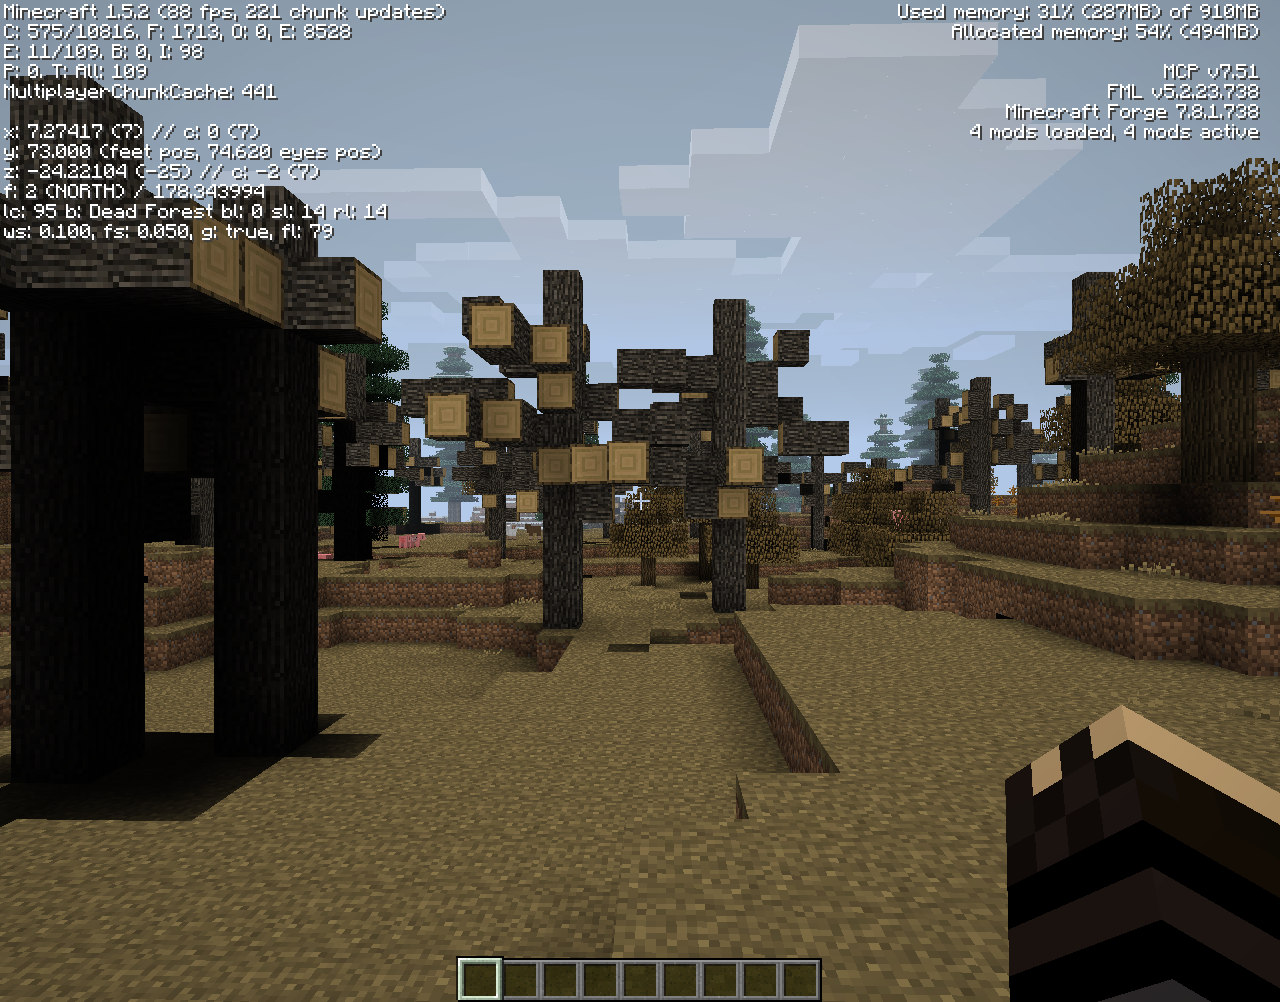 Minecraft 1.5.2 (88 fps, 221 chunk updates)
C: 575/10816. F: 1713, O: 0, E: 8528
E: 11/109. B: 0, I: 98
P: 0. T: All: 109
MultiplayerChunkCache: 441
x: 7.27417 (7) // c: 0 (7)
y: 73.000 (feet pos, 74.620 eyes pos)
z: -24.22104 (-25) // c: -2 (7)
f: 2 (NORTH) / 178.343994
lc: 95 b: Dead Forest bl: 0 sl: 14 rl: 14
ws: 0.100, fs: 0.050, g: true, fl: 79
Used memory: 31% (287MB) of 910MB
Allocated memory: 54% (494MB)
MCP v7.51
FML v5.2.23.738
Minecraft Forge 7.8.1.738
4 mods loaded, 4 mods active